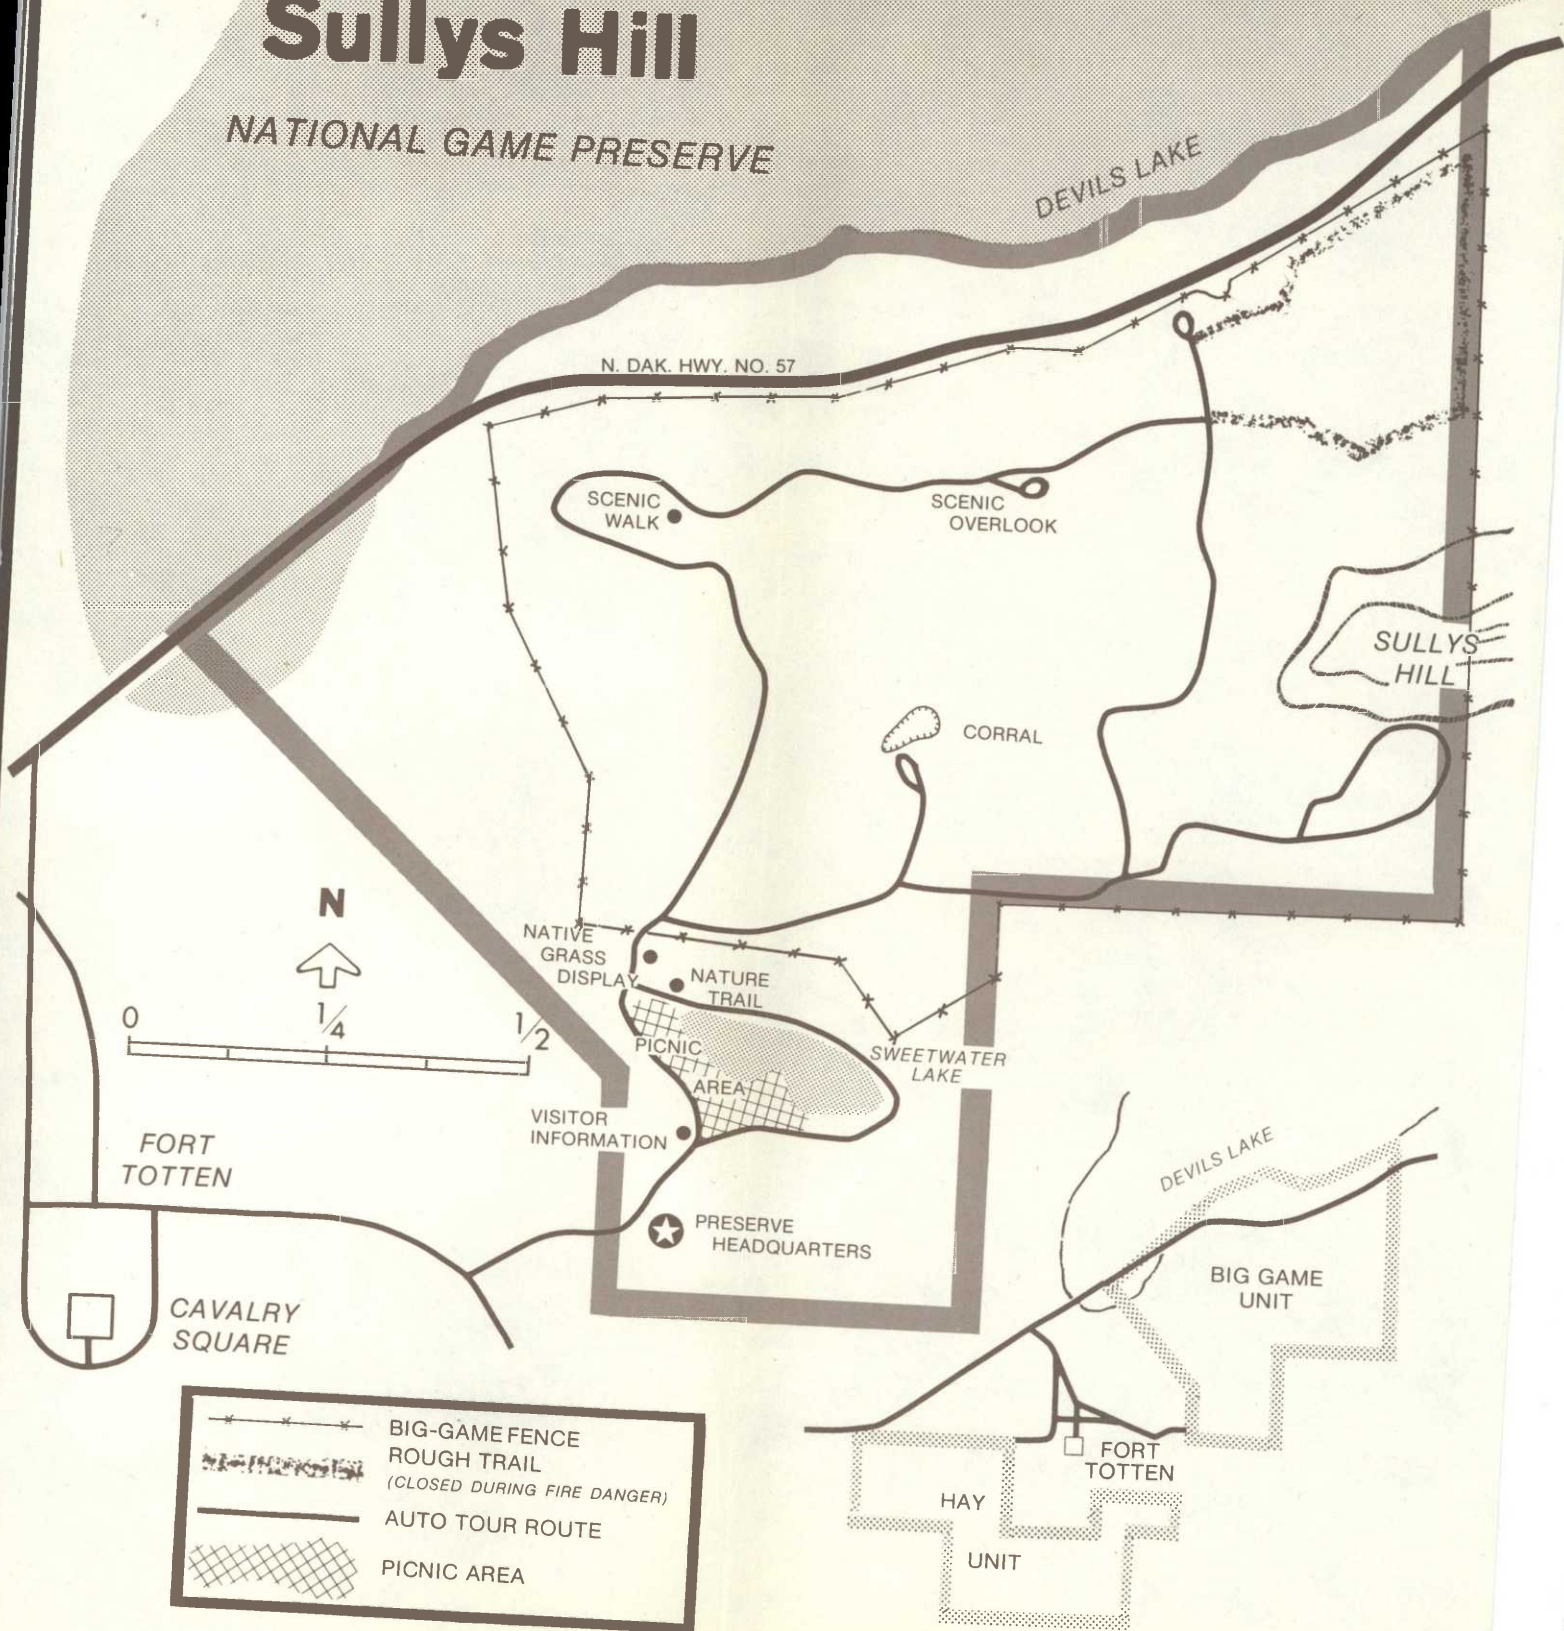 Sullys Hill
NATIONAL GAME PRESERVE
DEVILS LAKE
N. DAK. HWY. NO. 57
SCENIC
WALK
SCENIC
OVERLOOK
SULLYS
HILL
CORRAL
N
0
1/4
1/2
NATIVE
GRASS
DISPLAY
NATURE
TRAIL
PICNIC
AREA
SWEETWATER
LAKE
VISITOR
INFORMATION
FORT
TOTTEN
PRESERVE
HEADQUARTERS
CAVALRY
SQUARE
DEVILS LAKE
BIG GAME
UNIT
FORT
TOTTEN
HAY
UNIT
BIG-GAME FENCE
ROUGH TRAIL
(CLOSED DURING FIRE DANGER)
AUTO TOUR ROUTE
PICNIC AREA